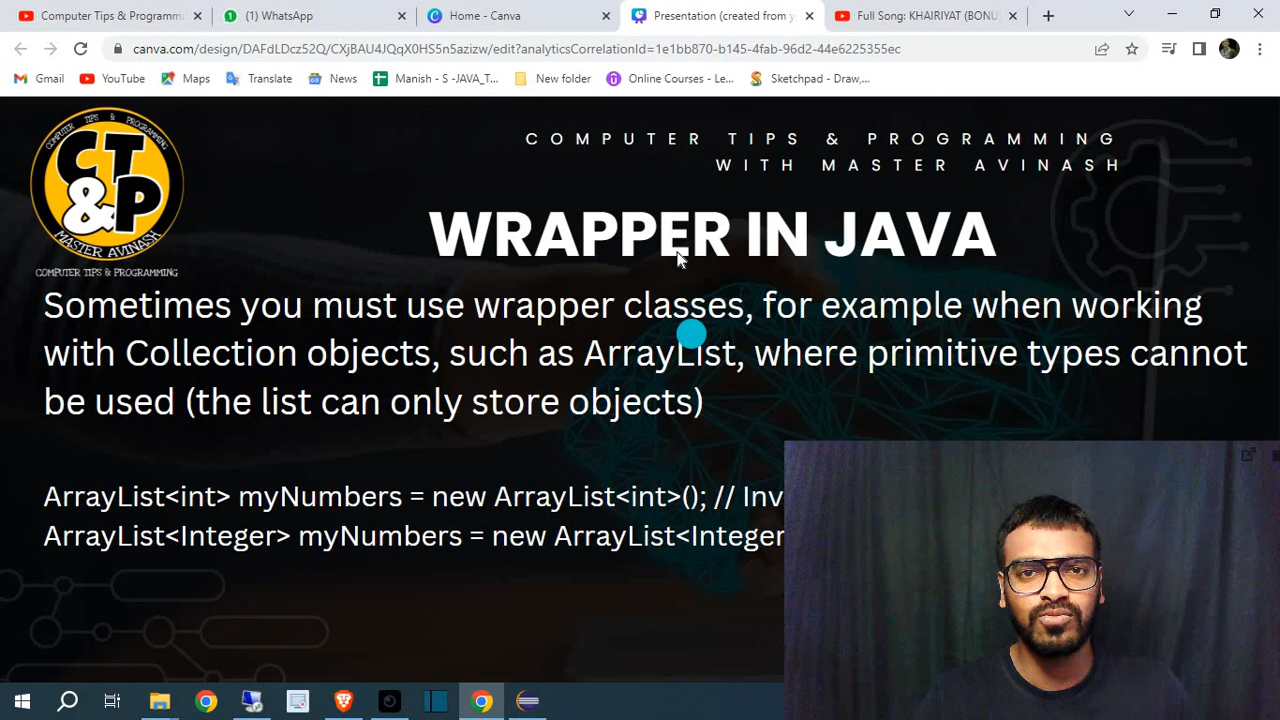 Computer Tips & Programm
(1) WhatsApp
Home - Canva
Presentation (created from y
Full Song: KHAIRIYAT (BONU
canva.com/design/DAFdLDcz52Q/CXjBAU4JQqX0HS5n5azizw/edit?analyticsCorrelationId=1e1bb870-b145-4fab-96d2-44e6225355ec
Gmail
YouTube
Maps
Translate
News
Manish - S -JAVA_T...
New folder
Online Courses - Le...
Sketchpad - Draw,...
COMPUTER TIPS & PROGRAMMING
CT
&P
MASTER AVINASH
COMPUTER TIPS & PROGRAMMING
COMPUTER TIPS & PROGRAMMING
WITH MASTER AVINASH
WRAPPER IN JAVA
Sometimes you must use wrapper classes, for example when working
with Collection objects, such as ArrayList, where primitive types cannot
be used (the list can only store objects)
ArrayList<int> myNumbers = new ArrayList<int>(); // Inv
ArrayList<Integer> myNumbers = new ArrayList<Integer